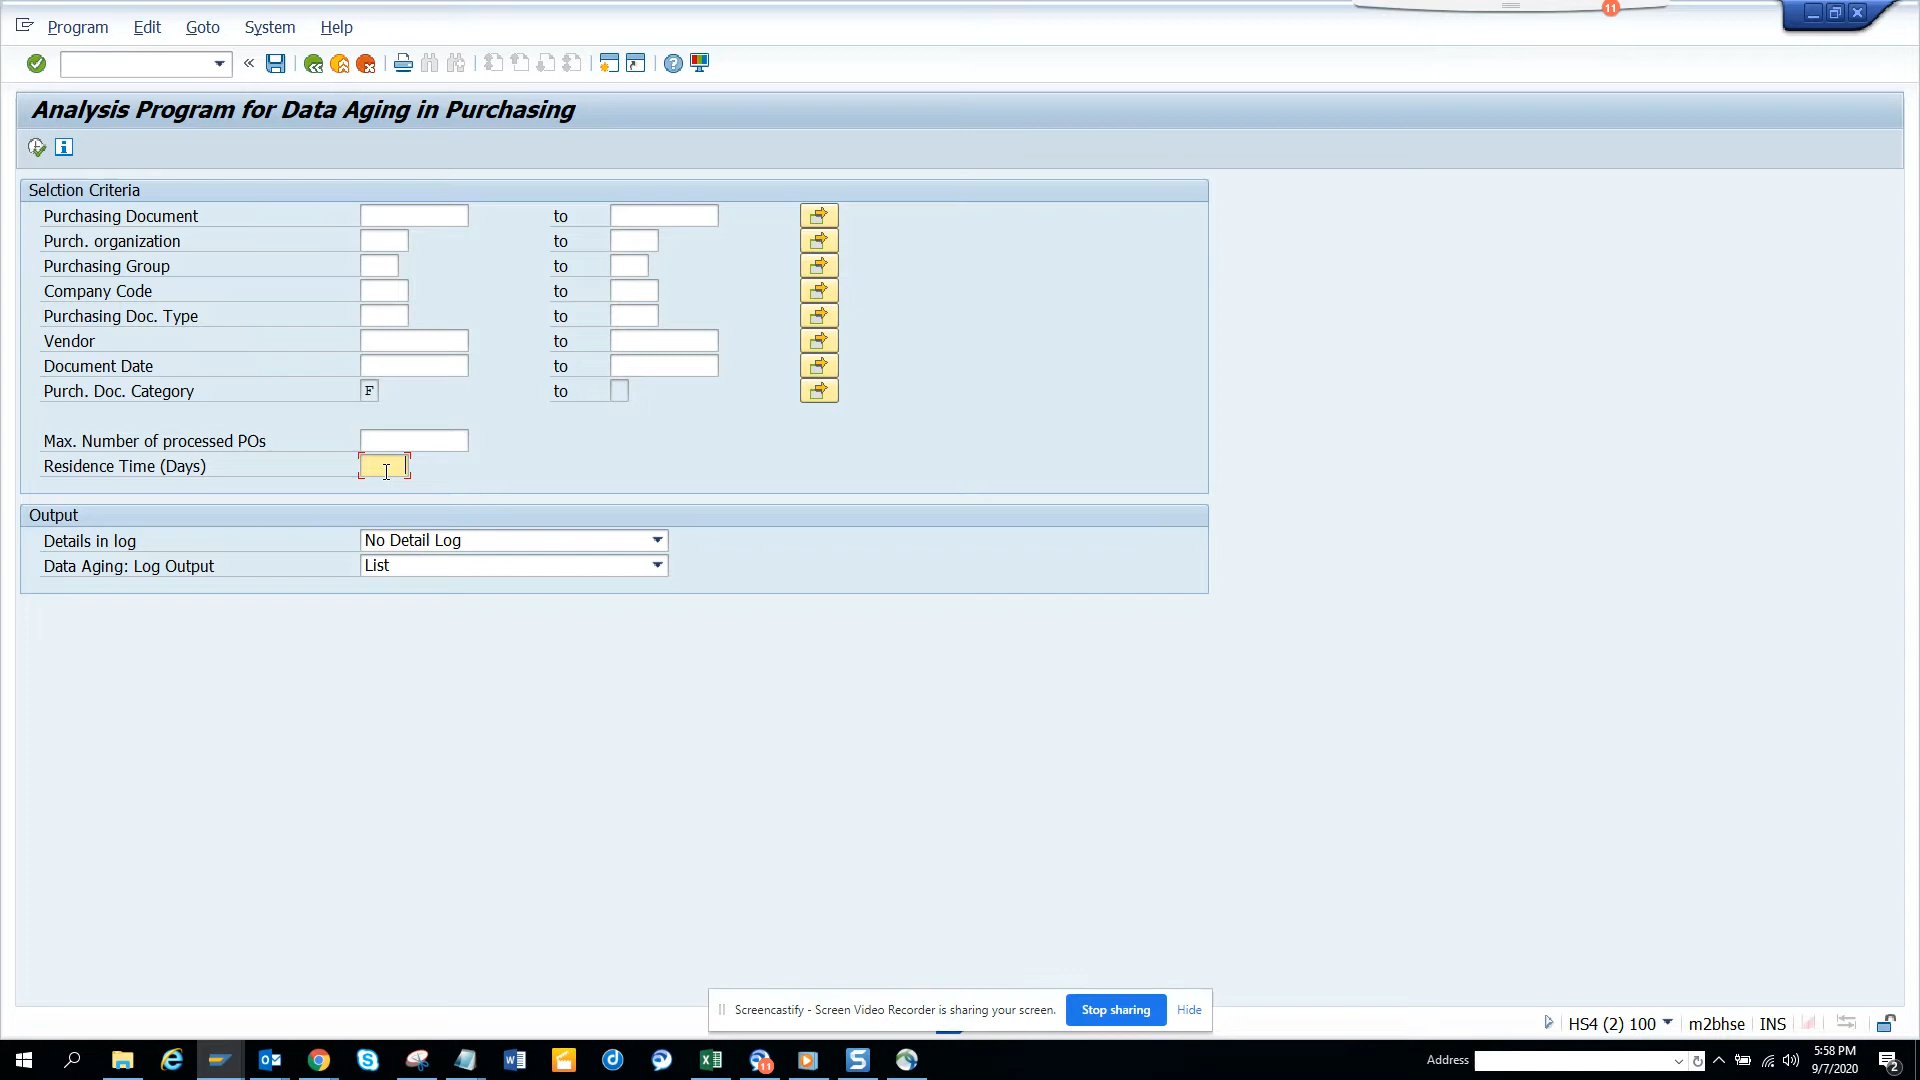 11
Program Edit Goto System Help
Analysis Program for Data Aging in Purchasing
Selction Criteria
Purchasing Document to
Purch. organization to
Purchasing Group to
Company Code to
Purchasing Doc. Type to
Vendor to
Document Date to
Purch. Doc. Category F to
Max. Number of processed POs
Residence Time (Days)
Output
Details in log No Detail Log
Data Aging: Log Output List
Screencastify - Screen Video Recorder is sharing your screen. Stop sharing Hide
HS4 (2) 100 m2bhse INS
11 Address 5:58 PM
9/7/2020 2